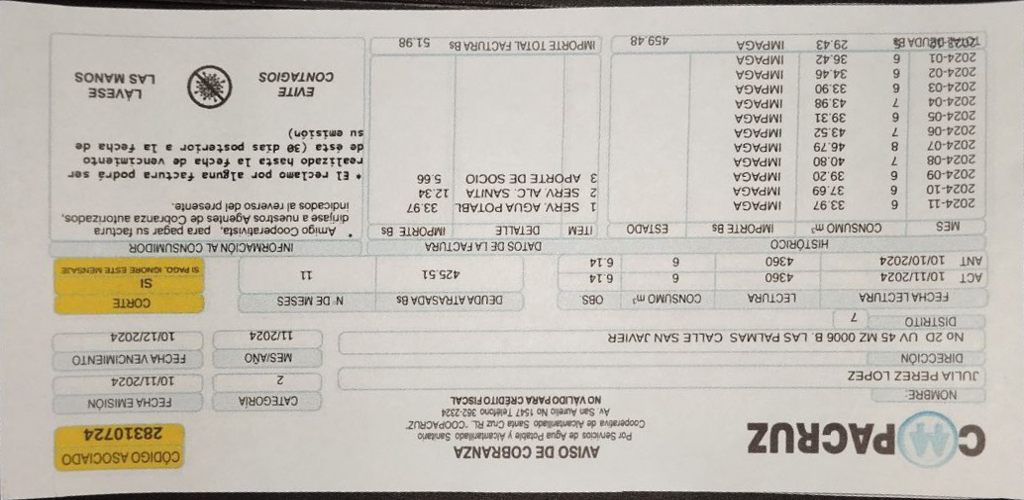 COOPACRUZ
AVISO DE COBRANZA
Por Servicios de Agua Potable y Alcantarillado Sanitario
Cooperativa de Alcantarillado Santa Cruz RL. "COOPACRUZ"
Av. San Aurelio No 1547 Teléfono 362-2324
NO VALIDO PARA CRÉDITO FISCAL
CÓDIGO ASOCIADO
28310724
NOMBRE:
JULIA PEREZ LOPEZ
CATEGORÍA
2
FECHA EMISIÓN
10/11/2024
DIRECCIÓN
No 2D UV 45 MZ 0006 B. LAS PALMAS CALLE SAN JAVIER
MES/AÑO
11/2024
FECHA VENCIMIENTO
10/12/2024
DISTRITO 7
FECHA LECTURA LECTURA CONSUMO m³ OBS
ACT 10/11/2024 4360 6 6.14
ANT 10/10/2024 4360 6 6.14
DEUDA ATRASADA Bs N° DE MESES
425.51 11
CORTE
SI
SI PAGO, IGNORE ESTE MENSAJE
HISTÓRICO
MES CONSUMO m³ IMPORTE Bs ESTADO
2024-11 6 33.97 IMPAGA
2024-10 6 37.69 IMPAGA
2024-09 6 39.20 IMPAGA
2024-08 7 40.80 IMPAGA
2024-07 8 46.79 IMPAGA
2024-06 7 43.52 IMPAGA
2024-05 6 39.31 IMPAGA
2024-04 7 43.98 IMPAGA
2024-03 6 33.90 IMPAGA
2024-02 6 34.46 IMPAGA
2024-01 6 36.42 IMPAGA
5 29.43 IMPAGA
DEUDA Bs 459.48
DATOS DE LA FACTURA
ITEM DETALLE IMPORTE Bs
1 SERV. AGUA POTABL 33.97
2 SERV. ALC. SANITA 12.34
3 APORTE DE SOCIO 5.66
IMPORTE TOTAL FACTURA Bs 51.98
INFORMACIÓN AL CONSUMIDOR
* Amigo Cooperativista, para pagar su factura
diríjase a nuestros Agentes de Cobranza autorizados,
indicados al reverso del presente.
* El reclamo por alguna factura podrá ser
realizado hasta la fecha de vencimiento
de ésta (30 días posterior a la fecha de
su emisión)
EVITE
CONTAGIOS
LÁVESE
LAS MANOS